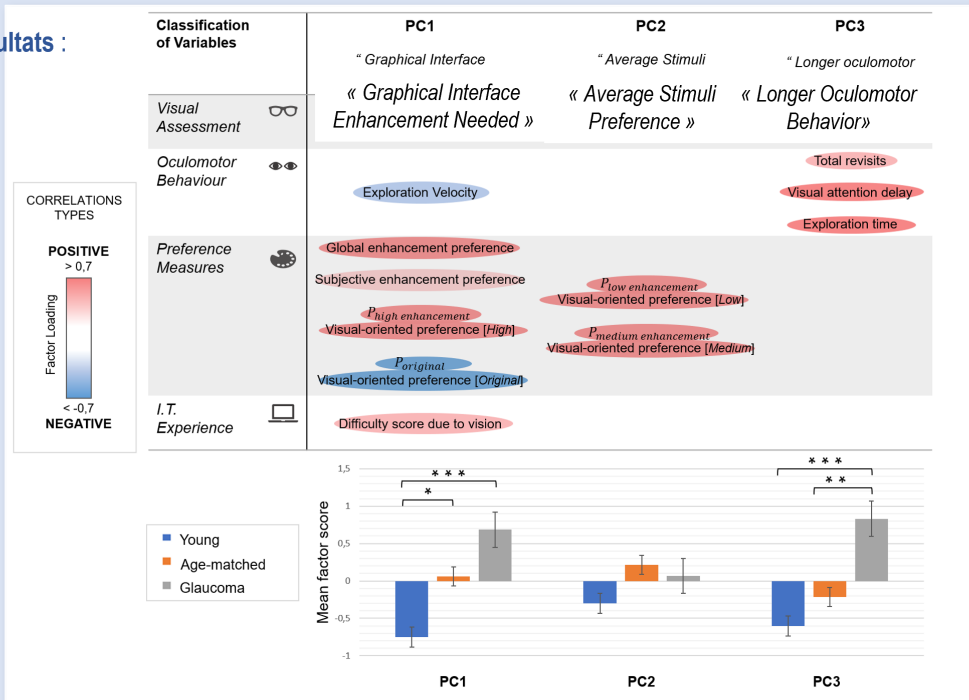 ultats :
Classification
of Variables
PC1
PC2
PC3
“ Graphical Interface
“ Average Stimuli
“ Longer oculomotor
« Graphical Interface
Enhancement Needed »
« Average Stimuli
Preference »
« Longer Oculomotor
Behavior»
Visual
Assessment
Oculomotor
Behaviour
Exploration Velocity
Total revisits
Visual attention delay
Exploration time
CORRELATIONS
TYPES
POSITIVE
> 0,7
Factor Loading
< -0,7
NEGATIVE
Preference
Measures
Global enhancement preference
Subjective enhancement preference
P high enhancement
Visual-oriented preference [High]
P original
Visual-oriented preference [Original]
P low enhancement
Visual-oriented preference [Low]
P medium enhancement
Visual-oriented preference [Medium]
I.T.
Experience
Difficulty score due to vision
Young
Age-matched
Glaucoma
Mean factor score
1,5
1
0,5
0
-0,5
-1
* * *
*
* * *
* *
PC1
PC2
PC3